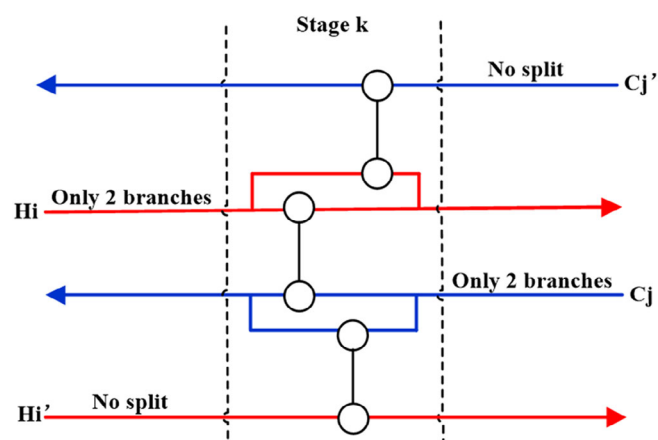 Stage k
No split
Cj’
Only 2 branches
Hi
Only 2 branches
Cj
No split
Hi’